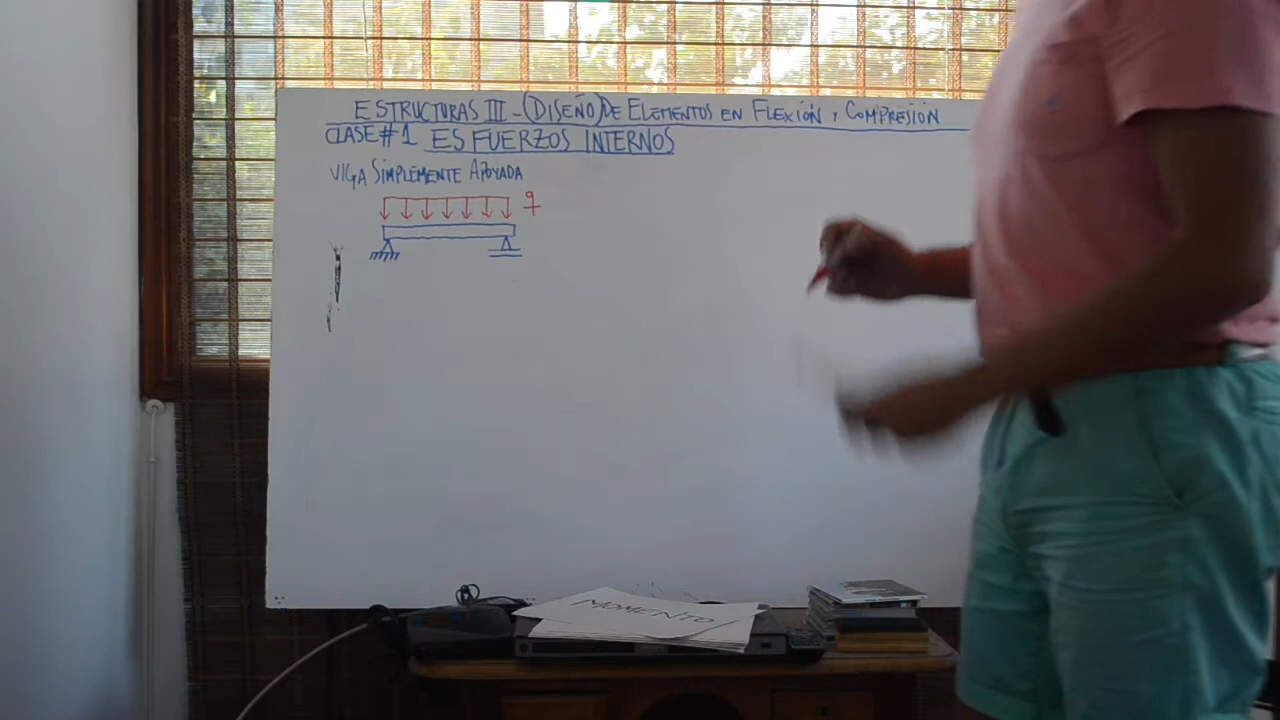 ESTRUCTURAS III - (DISEÑO) DE ELEMENTOS EN FLEXIÓN Y COMPRESIÓN
CLASE #1 ESFUERZOS INTERNOS
VIGA SIMPLEMENTE APOYADA
q
MOMENTO